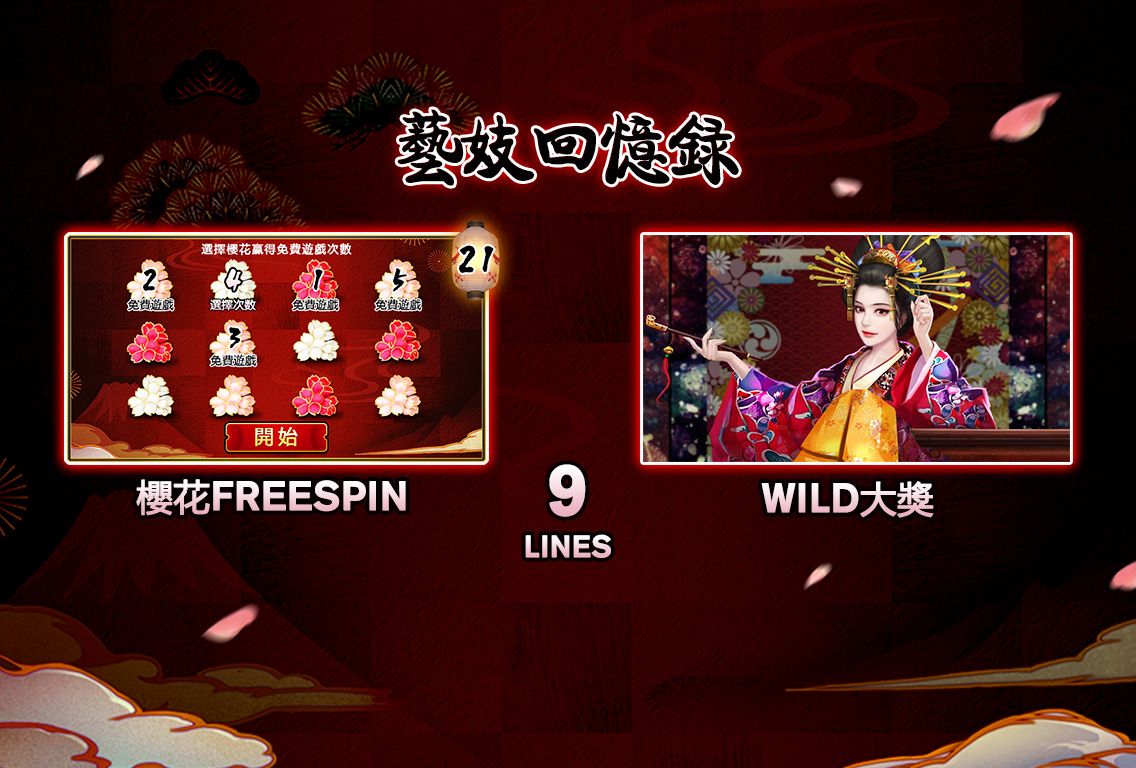 藝妓回憶録
選擇櫻花贏得免費遊戲次數
21
2 4 1 5
免費遊戲 選擇次數 免費遊戲 免費遊戲
3
免費遊戲
開始
櫻花FREESPIN
9
LINES
WILD大獎